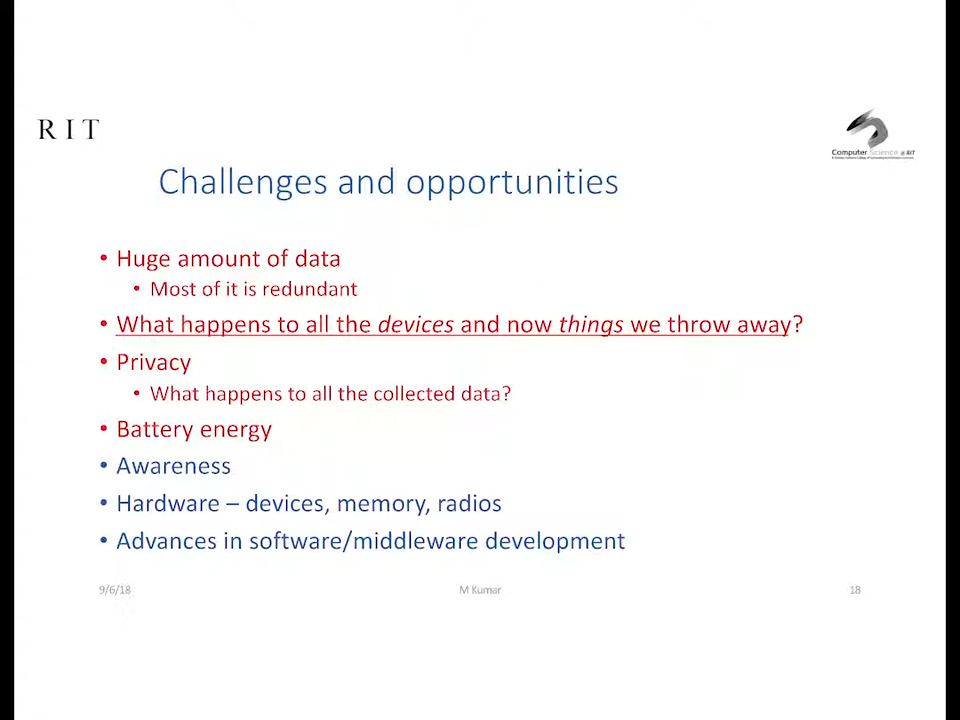 R I T
Computer Science @ RIT
Challenges and opportunities
• Huge amount of data
• Most of it is redundant
• What happens to all the devices and now things we throw away?
• Privacy
• What happens to all the collected data?
• Battery energy
• Awareness
• Hardware – devices, memory, radios
• Advances in software/middleware development
9/6/18
M Kumar
18